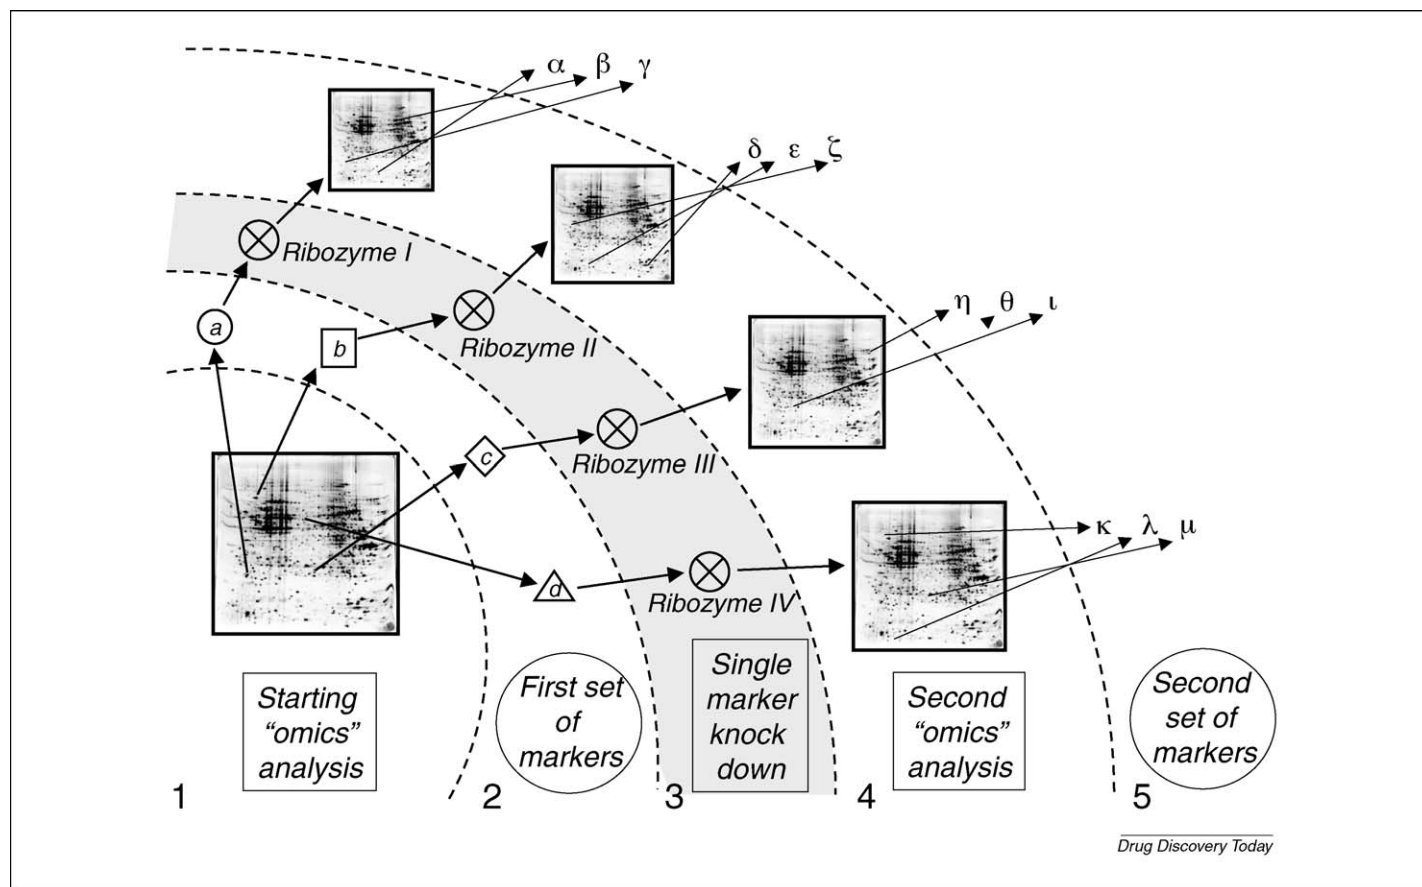 α β γ
δ ε ζ
Ribozyme I
a
b
Ribozyme II
η θ ι
c
Ribozyme III
κ λ μ
d
Ribozyme IV
Starting
“omics”
analysis
First set
of
markers
Single
marker
knock
down
Second
“omics”
analysis
Second
set of
markers
1 2 3 4 5
Drug Discovery Today